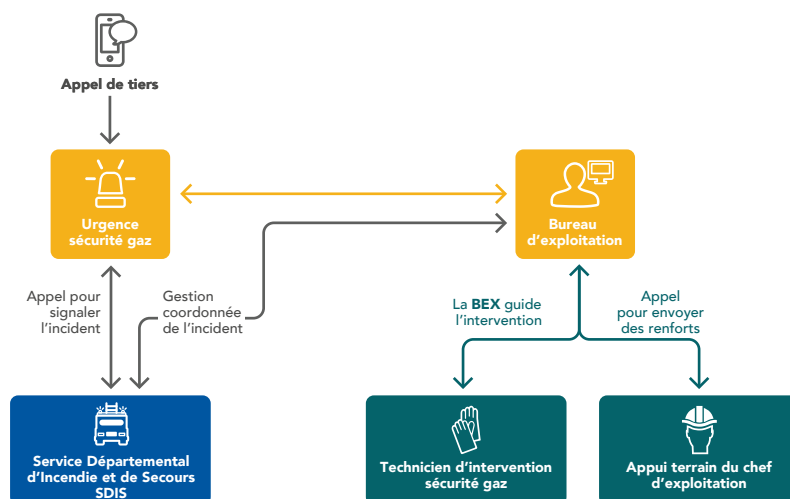 Appel de tiers
Urgence
sécurité gaz
Bureau
d'exploitation
Appel pour
signaler
l'incident
Gestion
coordonnée
de l'incident
La BEX guide
l'intervention
Appel
pour envoyer
des renforts
Service Départemental
d'Incendie et de Secours
SDIS
Technicien d'intervention
sécurité gaz
Appui terrain du chef
d'exploitation